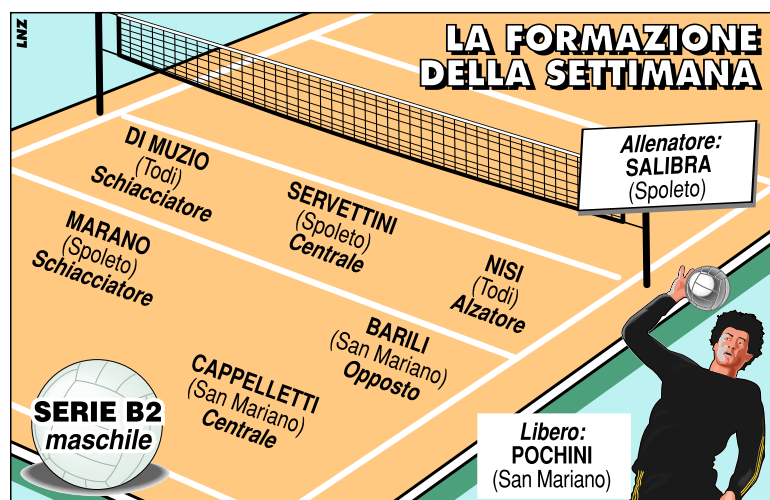 LNZ
LA FORMAZIONE
DELLA SETTIMANA
Allenatore:
SALIBRA
(Spoleto)
DI MUZIO
(Todi)
Schiacciatore
SERVETTINI
(Spoleto)
Centrale
NISI
(Todi)
Alzatore
MARANO
(Spoleto)
Schiacciatore
BARILI
(San Mariano)
Opposto
CAPPELLETTI
(San Mariano)
Centrale
SERIE B2
maschile
Libero:
POCHINI
(San Mariano)